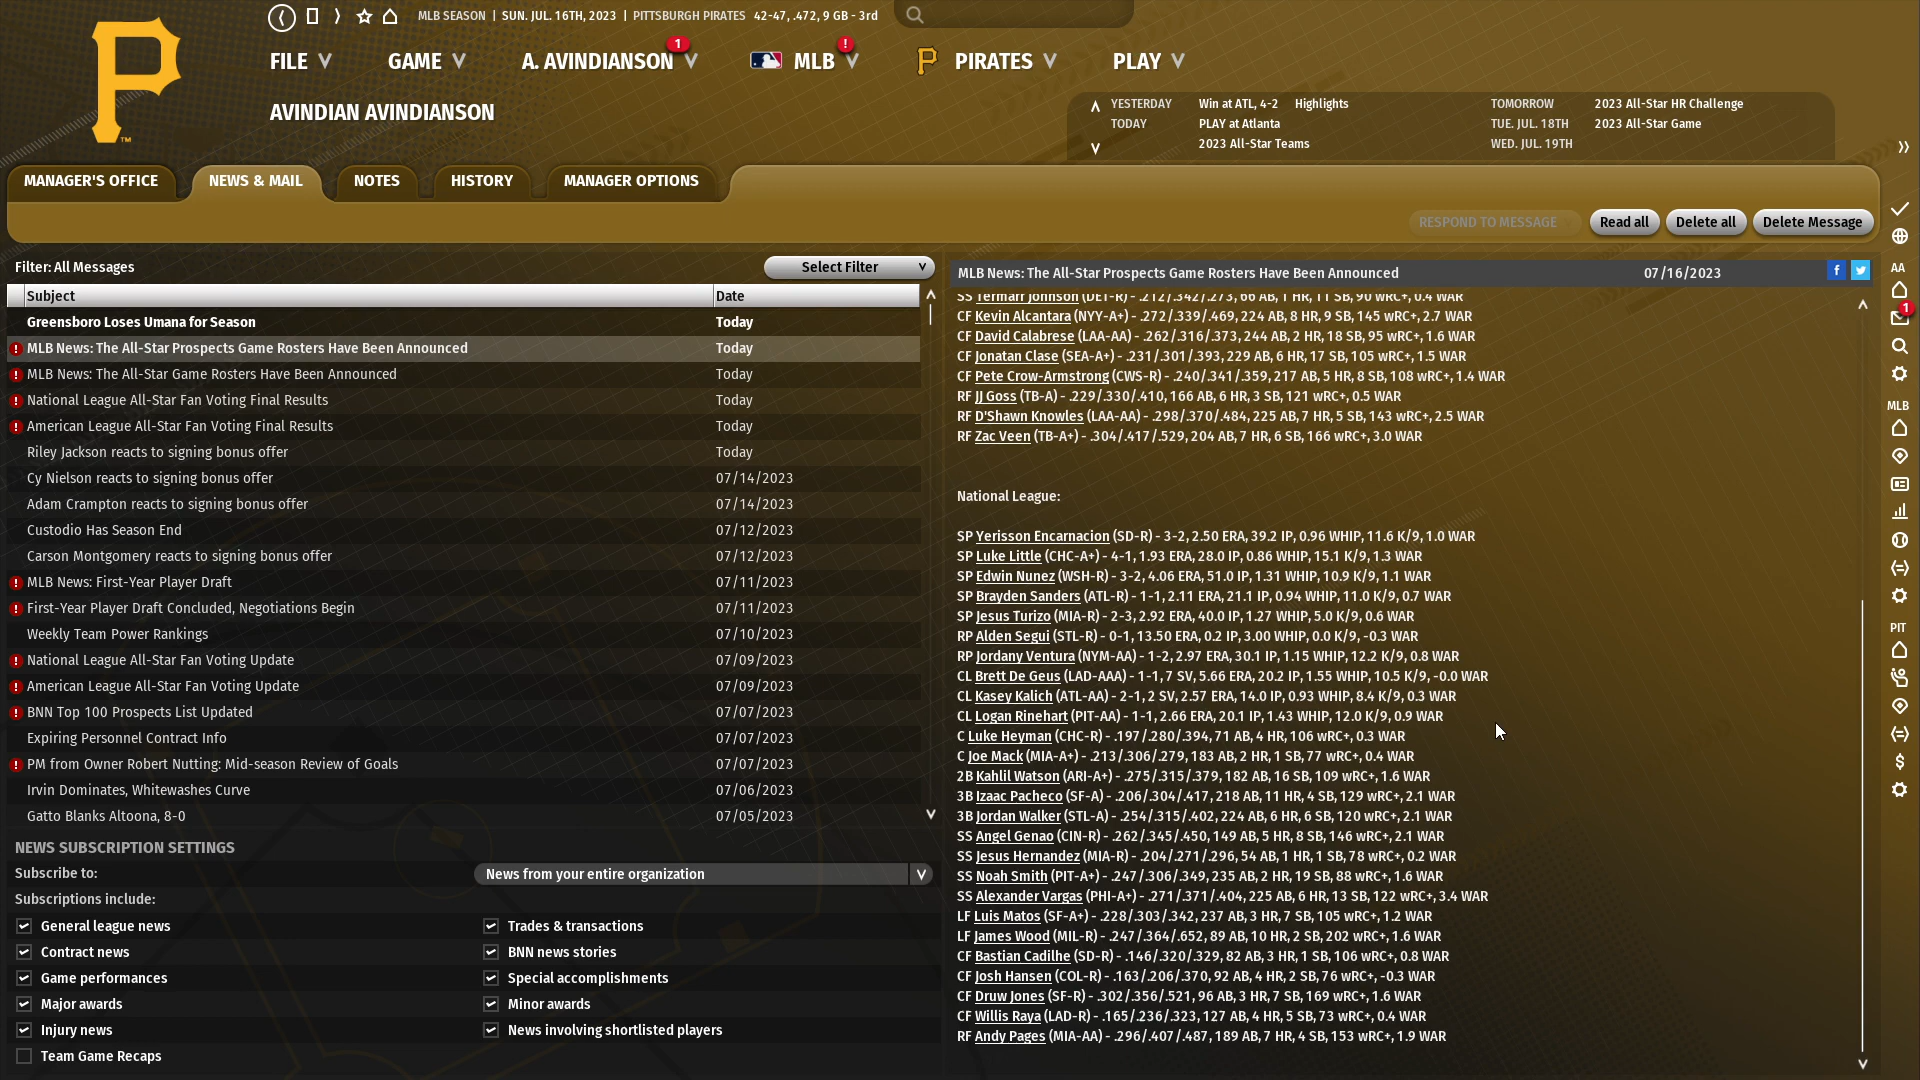 MLB SEASON | SUN. JUL. 16TH, 2023 | PITTSBURGH PIRATES 42-47, .472, 9 GB - 3rd
P
™
FILE
GAME
A. AVINDIANSON
1
MLB
!
PIRATES
PLAY
AVINDIAN AVINDIANSON
YESTERDAY Win at ATL, 4-2 Highlights
TODAY PLAY at Atlanta
2023 All-Star Teams
TOMORROW 2023 All-Star HR Challenge
TUE. JUL. 18TH 2023 All-Star Game
WED. JUL. 19TH
MANAGER'S OFFICE
NEWS & MAIL
NOTES
HISTORY
MANAGER OPTIONS
RESPOND TO MESSAGE
Read all
Delete all
Delete Message
Filter: All Messages
Select Filter
Subject Date
Greensboro Loses Umana for Season Today
! MLB News: The All-Star Prospects Game Rosters Have Been Announced Today
! MLB News: The All-Star Game Rosters Have Been Announced Today
! National League All-Star Fan Voting Final Results Today
! American League All-Star Fan Voting Final Results Today
Riley Jackson reacts to signing bonus offer Today
Cy Nielson reacts to signing bonus offer 07/14/2023
Adam Crampton reacts to signing bonus offer 07/14/2023
Custodio Has Season End 07/12/2023
Carson Montgomery reacts to signing bonus offer 07/12/2023
! MLB News: First-Year Player Draft 07/11/2023
! First-Year Player Draft Concluded, Negotiations Begin 07/11/2023
Weekly Team Power Rankings 07/10/2023
! National League All-Star Fan Voting Update 07/09/2023
! American League All-Star Fan Voting Update 07/09/2023
! BNN Top 100 Prospects List Updated 07/07/2023
Expiring Personnel Contract Info 07/07/2023
! PM from Owner Robert Nutting: Mid-season Review of Goals 07/07/2023
Irvin Dominates, Whitewashes Curve 07/06/2023
Gatto Blanks Altoona, 8-0 07/05/2023
NEWS SUBSCRIPTION SETTINGS
Subscribe to: News from your entire organization
Subscriptions include:
General league news
Trades & transactions
Contract news
BNN news stories
Game performances
Special accomplishments
Major awards
Minor awards
Injury news
News involving shortlisted players
Team Game Recaps
MLB News: The All-Star Prospects Game Rosters Have Been Announced 07/16/2023
SS Termarr Johnson (DET-R) - .212/.342/.273, 66 AB, 1 HR, 11 SB, 90 wRC+, 0.4 WAR
CF Kevin Alcantara (NYY-A+) - .272/.339/.469, 224 AB, 8 HR, 9 SB, 145 wRC+, 2.7 WAR
CF David Calabrese (LAA-AA) - .262/.316/.373, 244 AB, 2 HR, 18 SB, 95 wRC+, 1.6 WAR
CF Jonatan Clase (SEA-A+) - .231/.301/.393, 229 AB, 6 HR, 17 SB, 105 wRC+, 1.5 WAR
CF Pete Crow-Armstrong (CWS-R) - .240/.341/.359, 217 AB, 5 HR, 8 SB, 108 wRC+, 1.4 WAR
RF JJ Goss (TB-A) - .229/.330/.410, 166 AB, 6 HR, 3 SB, 121 wRC+, 0.5 WAR
RF D'Shawn Knowles (LAA-AA) - .298/.370/.484, 225 AB, 7 HR, 5 SB, 143 wRC+, 2.5 WAR
RF Zac Veen (TB-A+) - .304/.417/.529, 204 AB, 7 HR, 6 SB, 166 wRC+, 3.0 WAR
National League:
SP Yerisson Encarnacion (SD-R) - 3-2, 2.50 ERA, 39.2 IP, 0.96 WHIP, 11.6 K/9, 1.0 WAR
SP Luke Little (CHC-A+) - 4-1, 1.93 ERA, 28.0 IP, 0.86 WHIP, 15.1 K/9, 1.3 WAR
SP Edwin Nunez (WSH-R) - 3-2, 4.06 ERA, 51.0 IP, 1.31 WHIP, 10.9 K/9, 1.1 WAR
SP Brayden Sanders (ATL-R) - 1-1, 2.11 ERA, 21.1 IP, 0.94 WHIP, 11.0 K/9, 0.7 WAR
SP Jesus Turizo (MIA-R) - 2-3, 2.92 ERA, 40.0 IP, 1.27 WHIP, 5.0 K/9, 0.6 WAR
RP Alden Segui (STL-R) - 0-1, 13.50 ERA, 0.2 IP, 3.00 WHIP, 0.0 K/9, -0.3 WAR
RP Jordany Ventura (NYM-AA) - 1-2, 2.97 ERA, 30.1 IP, 1.15 WHIP, 12.2 K/9, 0.8 WAR
CL Brett De Geus (LAD-AAA) - 1-1, 7 SV, 5.66 ERA, 20.2 IP, 1.55 WHIP, 10.5 K/9, -0.0 WAR
CL Kasey Kalich (ATL-AA) - 2-1, 2 SV, 2.57 ERA, 14.0 IP, 0.93 WHIP, 8.4 K/9, 0.3 WAR
CL Logan Rinehart (PIT-AA) - 1-1, 2.66 ERA, 20.1 IP, 1.43 WHIP, 12.0 K/9, 0.9 WAR
C Luke Heyman (CHC-R) - .197/.280/.394, 71 AB, 4 HR, 106 wRC+, 0.3 WAR
C Joe Mack (MIA-A+) - .213/.306/.279, 183 AB, 2 HR, 1 SB, 77 wRC+, 0.4 WAR
2B Kahlil Watson (ARI-A+) - .275/.315/.379, 182 AB, 16 SB, 109 wRC+, 1.6 WAR
3B Izaac Pacheco (SF-A) - .206/.304/.417, 218 AB, 11 HR, 4 SB, 129 wRC+, 2.1 WAR
3B Jordan Walker (STL-A) - .254/.315/.402, 224 AB, 6 HR, 6 SB, 120 wRC+, 2.1 WAR
SS Angel Genao (CIN-R) - .262/.345/.450, 149 AB, 5 HR, 8 SB, 146 wRC+, 2.1 WAR
SS Jesus Hernandez (MIA-R) - .204/.271/.296, 54 AB, 1 HR, 1 SB, 78 wRC+, 0.2 WAR
SS Noah Smith (PIT-A+) - .247/.306/.349, 235 AB, 2 HR, 19 SB, 88 wRC+, 1.6 WAR
SS Alexander Vargas (PHI-A+) - .271/.371/.404, 225 AB, 6 HR, 13 SB, 122 wRC+, 3.4 WAR
LF Luis Matos (SF-A+) - .228/.303/.342, 237 AB, 3 HR, 7 SB, 105 wRC+, 1.2 WAR
LF James Wood (MIL-R) - .247/.364/.652, 89 AB, 10 HR, 2 SB, 202 wRC+, 1.6 WAR
CF Bastian Cadilhe (SD-R) - .146/.320/.329, 82 AB, 3 HR, 1 SB, 106 wRC+, 0.8 WAR
CF Josh Hansen (COL-R) - .163/.206/.370, 92 AB, 4 HR, 2 SB, 76 wRC+, -0.3 WAR
CF Druw Jones (SF-R) - .302/.356/.521, 96 AB, 3 HR, 7 SB, 169 wRC+, 1.6 WAR
CF Willis Raya (LAD-R) - .165/.236/.323, 127 AB, 4 HR, 5 SB, 73 wRC+, 0.4 WAR
RF Andy Pages (MIA-AA) - .296/.407/.487, 189 AB, 7 HR, 4 SB, 153 wRC+, 1.9 WAR
AA
1
MLB
PIT
$